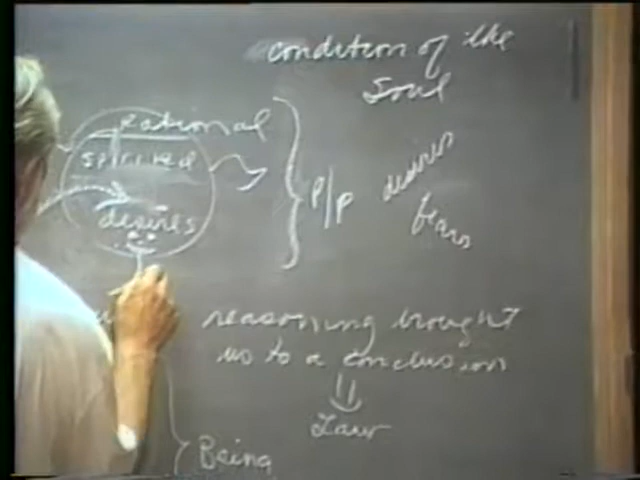 condition of the
Soul
rational
spirited
desires
P/P
desires
fears
reasoning brought
us to a conclusion
Law
Being